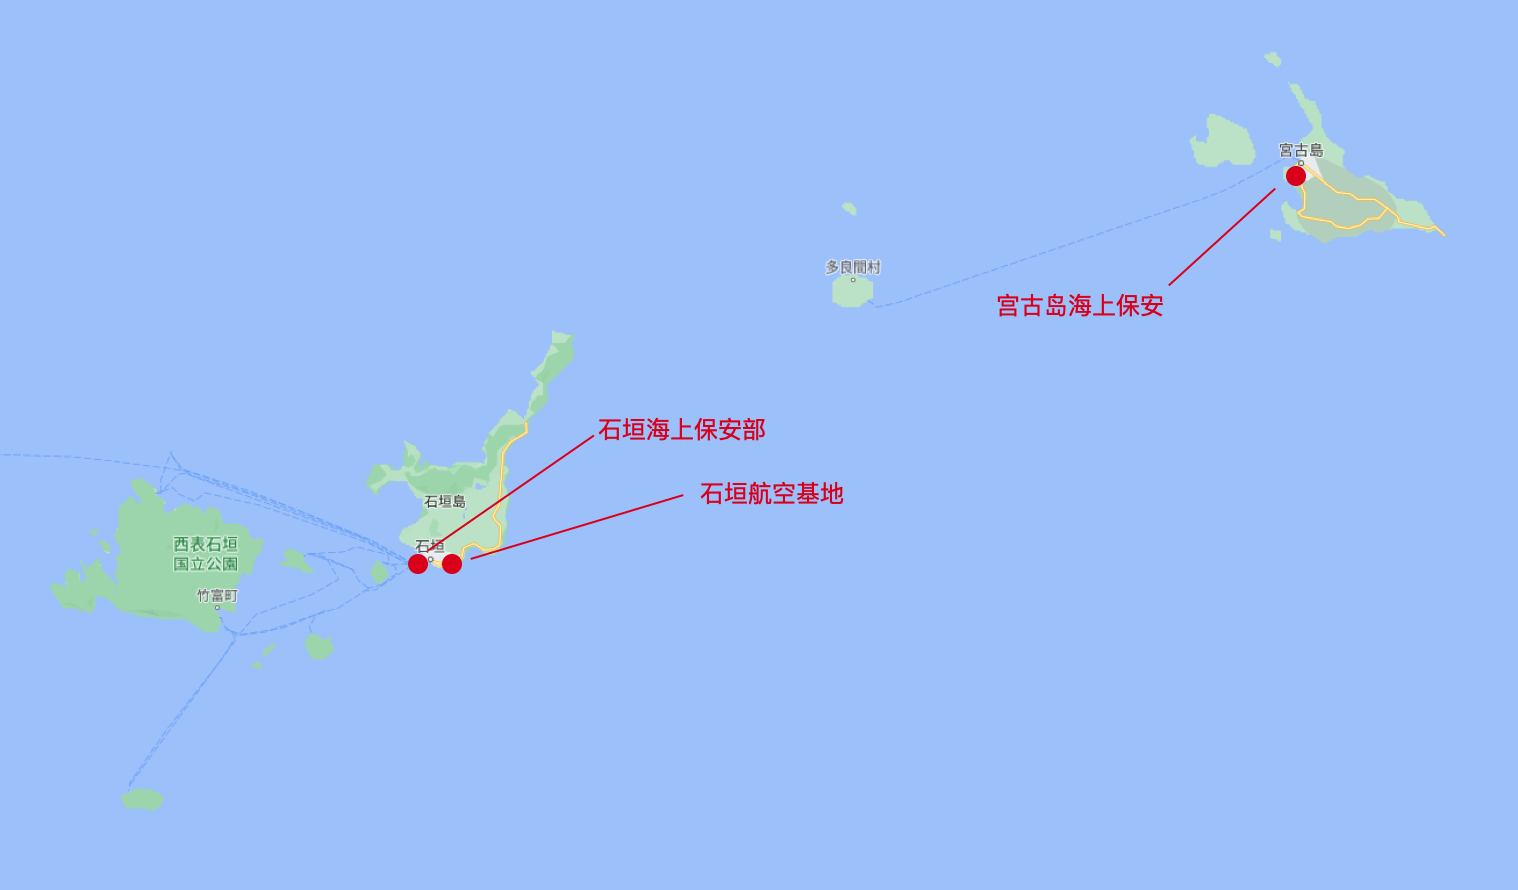 宮古島
多良間村
宫古岛海上保安
石垣海上保安部
石垣航空基地
石垣島
石垣
西表石垣
国立公園
竹富町